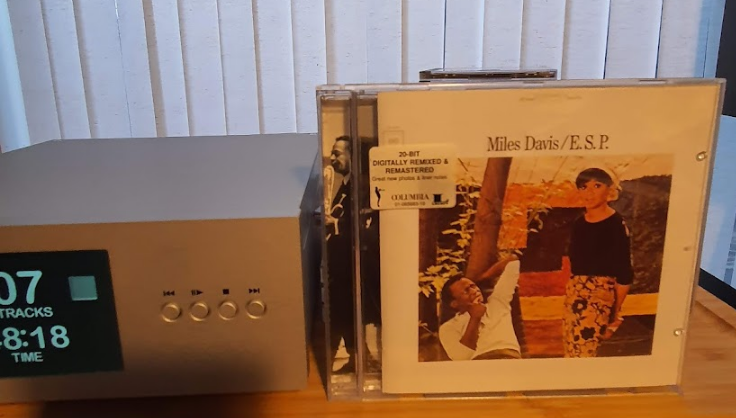 Miles Davis/E.S.P.
20-BIT
DIGITALLY REMIXED &
REMASTERED
Great new photos & liner notes
COLUMBIA
07
TRACKS
8:18
TIME